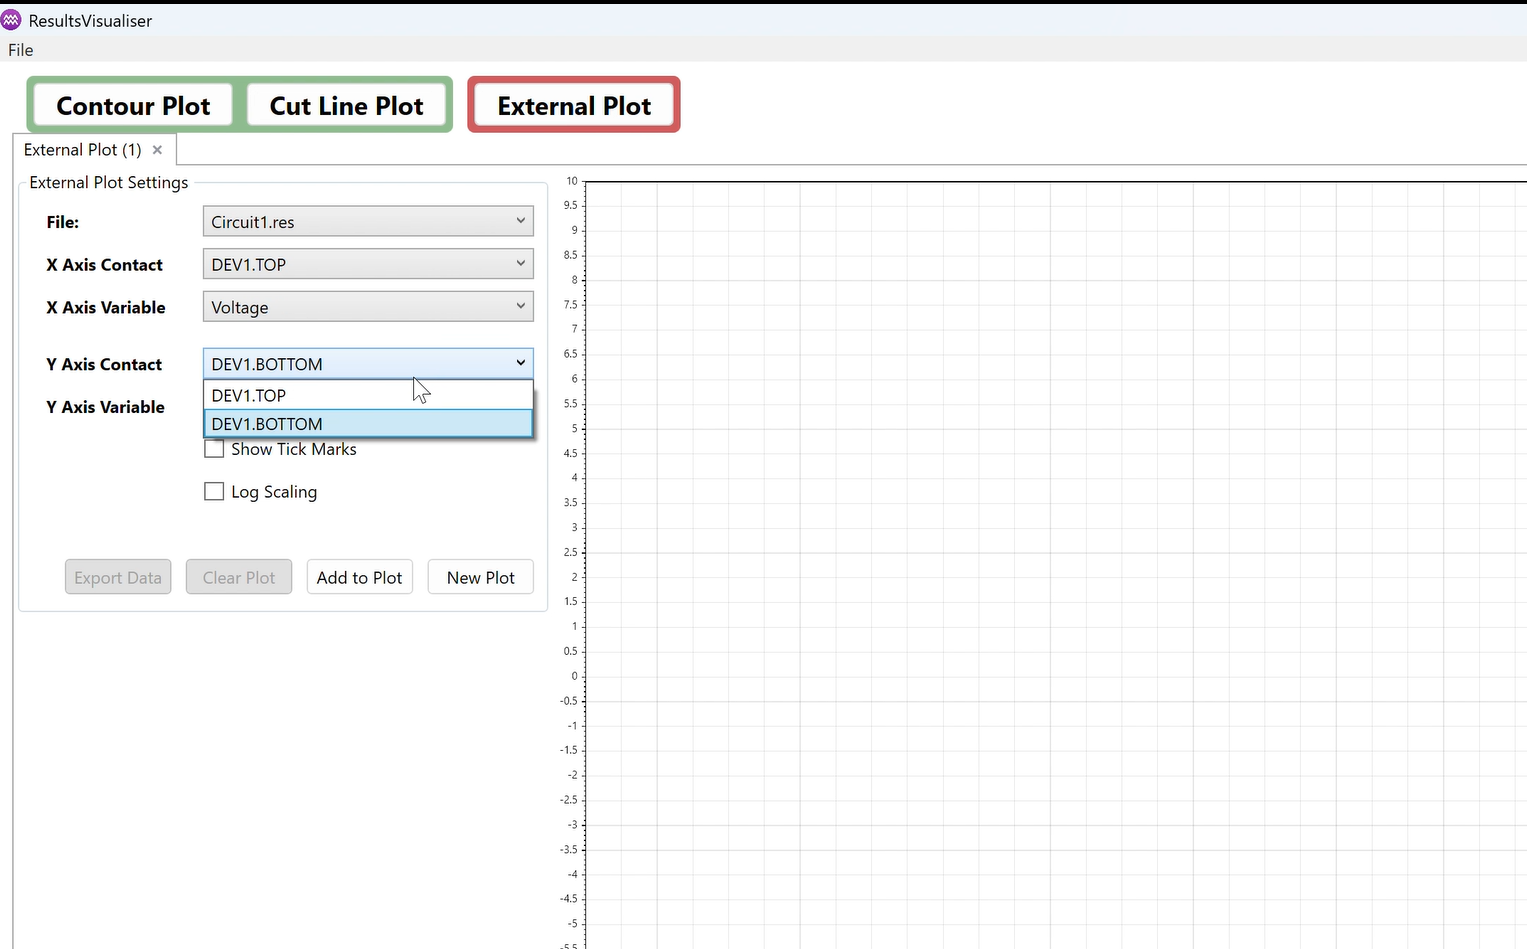 ResultsVisualiser
File
Contour Plot Cut Line Plot External Plot
External Plot (1) ×
External Plot Settings
File: Circuit1.res
X Axis Contact DEV1.TOP
X Axis Variable Voltage
Y Axis Contact DEV1.BOTTOM
DEV1.TOP
Y Axis Variable
DEV1.BOTTOM
Show Tick Marks
Log Scaling
Export Data Clear Plot Add to Plot New Plot
10
9.5
9
8.5
8
7.5
7
6.5
6
5.5
5
4.5
4
3.5
3
2.5
2
1.5
1
0.5
0
-0.5
-1
-1.5
-2
-2.5
-3
-3.5
-4
-4.5
-5
-5.5